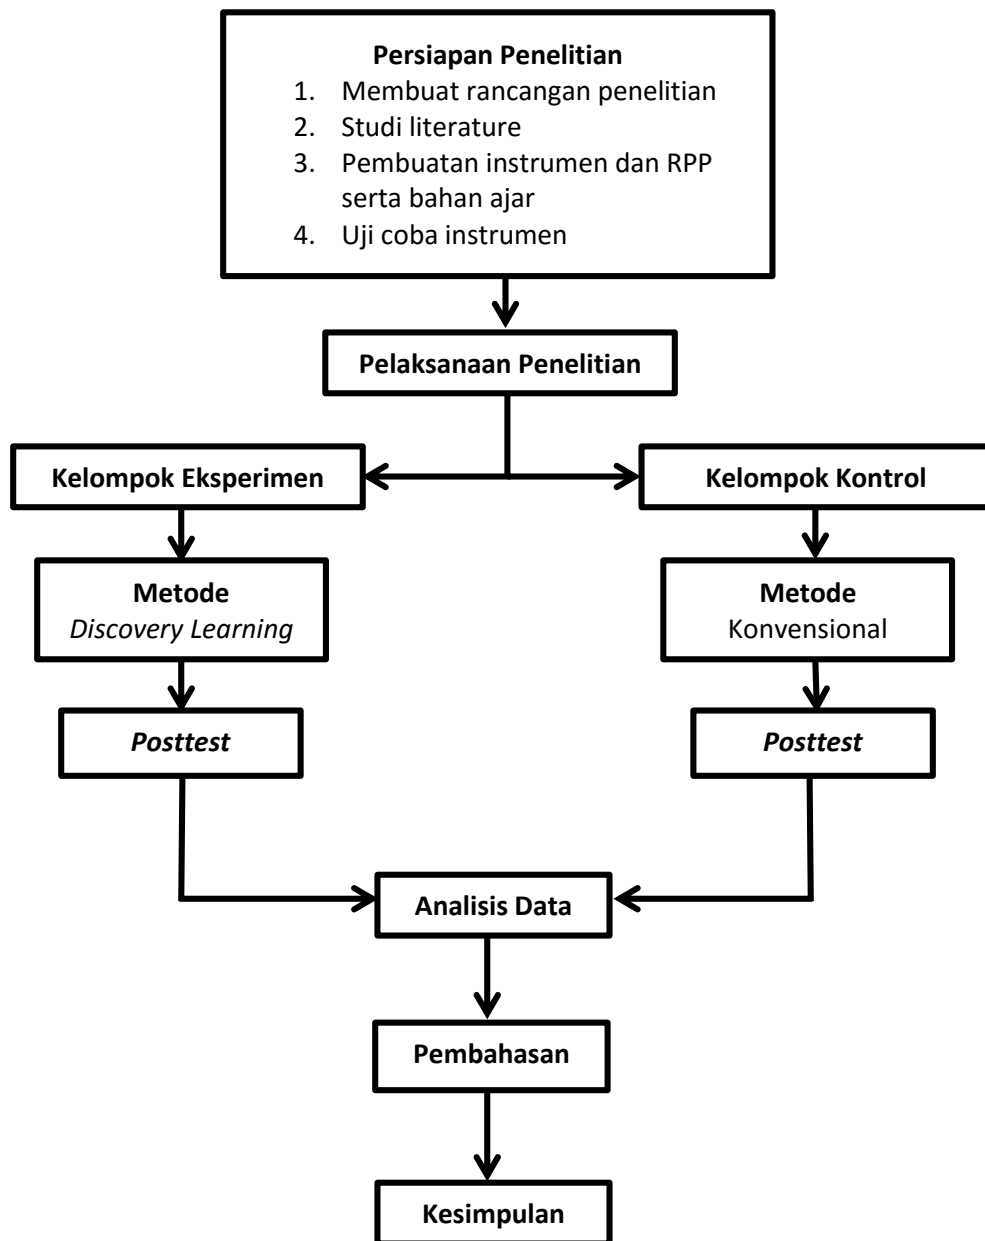 Persiapan Penelitian
1. Membuat rancangan penelitian
2. Studi literature
3. Pembuatan instrumen dan RPP
serta bahan ajar
4. Uji coba instrumen
Pelaksanaan Penelitian
Kelompok Eksperimen
Kelompok Kontrol
Metode
Discovery Learning
Metode
Konvensional
Posttest
Posttest
Analisis Data
Pembahasan
Kesimpulan